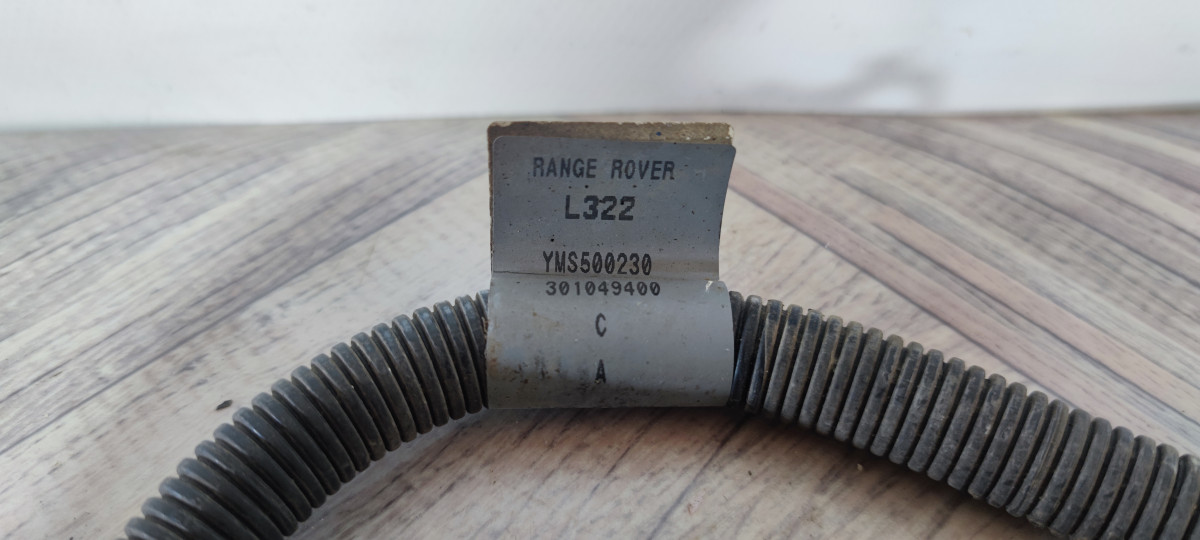 RANGE ROVER
L322
YMS500230
301049400
C
A